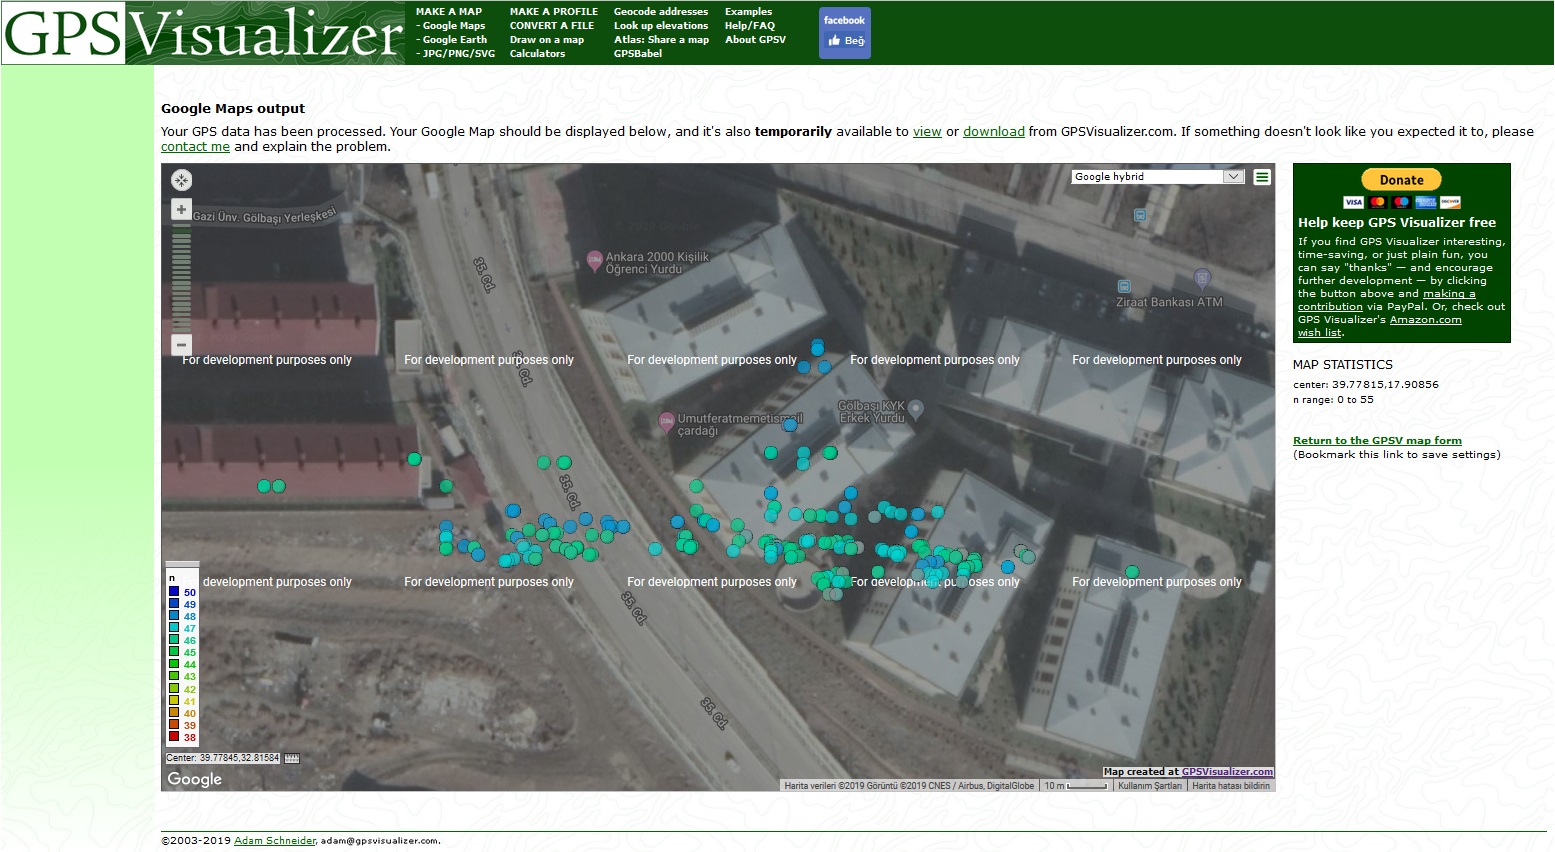 GPSVisualizer
MAKE A MAP
- Google Maps
- Google Earth
- JPG/PNG/SVG
MAKE A PROFILE
CONVERT A FILE
Draw on a map
Calculators
Geocode addresses
Look up elevations
Atlas: Share a map
GPSBabel
Examples
Help/FAQ
About GPSV
facebook
Beğ
Google Maps output
Your GPS data has been processed. Your Google Map should be displayed below, and it's also temporarily available to view or download from GPSVisualizer.com. If something doesn't look like you expected it to, please
contact me and explain the problem.
Google hybrid
Gazi Ünv. Gölbaşı Yerleşkesi
35. Cd.
Ankara 2000 Kişilik
Öğrenci Yurdu
Ziraat Bankası ATM
For development purposes only
For development purposes only
For development purposes only
For development purposes only
For development purposes only
35. Cd.
Umutferatmemetismail
çardağı
Gölbaşı KYK
Erkek Yurdu
35. Cd.
n
50
49
48
47
46
45
44
43
42
41
40
39
38
development purposes only
For development purposes only
For development purposes only
For development purposes only
For development purposes only
35. Cd.
35. Cd.
Center: 39.77845,32.81584
Google
Map created at GPSVisualizer.com
Harita verileri ©2019 Görüntü ©2019 CNES / Airbus, DigitalGlobe
10 m
Kullanım Şartları
Harita hatası bildirin
Donate
VISA
DISCOVER
Help keep GPS Visualizer free
If you find GPS Visualizer interesting,
time-saving, or just plain fun, you
can say "thanks" — and encourage
further development — by clicking
the button above and making a
contribution via PayPal. Or, check out
GPS Visualizer's Amazon.com
wish list.
MAP STATISTICS
center: 39.77815,17.90856
n range: 0 to 55
Return to the GPSV map form
(Bookmark this link to save settings)
©2003-2019 Adam Schneider, adam@gpsvisualizer.com.